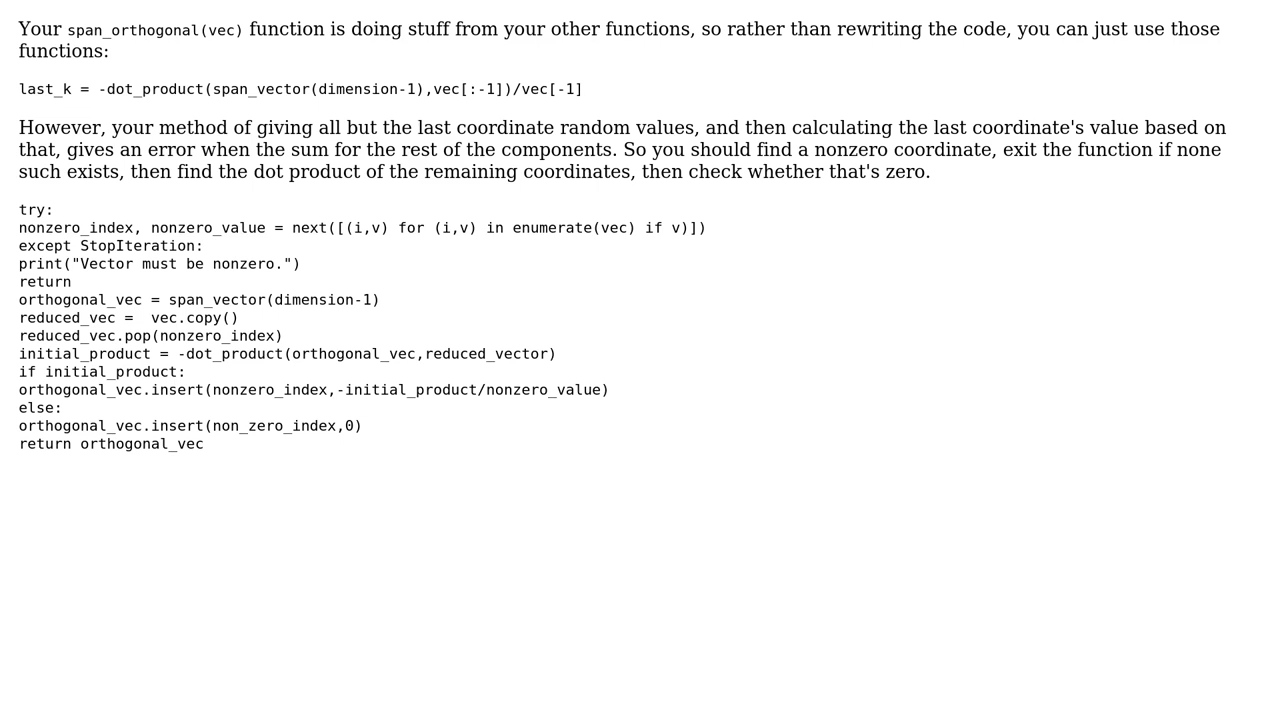 Your span_orthogonal(vec) function is doing stuff from your other functions, so rather than rewriting the code, you can just use those
functions:
last_k = -dot_product(span_vector(dimension-1),vec[:-1])/vec[-1]
However, your method of giving all but the last coordinate random values, and then calculating the last coordinate's value based on
that, gives an error when the sum for the rest of the components. So you should find a nonzero coordinate, exit the function if none
such exists, then find the dot product of the remaining coordinates, then check whether that's zero.
try:
nonzero_index, nonzero_value = next([(i,v) for (i,v) in enumerate(vec) if v)])
except StopIteration:
print("Vector must be nonzero.")
return
orthogonal_vec = span_vector(dimension-1)
reduced_vec =  vec.copy()
reduced_vec.pop(nonzero_index)
initial_product = -dot_product(orthogonal_vec,reduced_vector)
if initial_product:
orthogonal_vec.insert(nonzero_index,-initial_product/nonzero_value)
else:
orthogonal_vec.insert(non_zero_index,0)
return orthogonal_vec